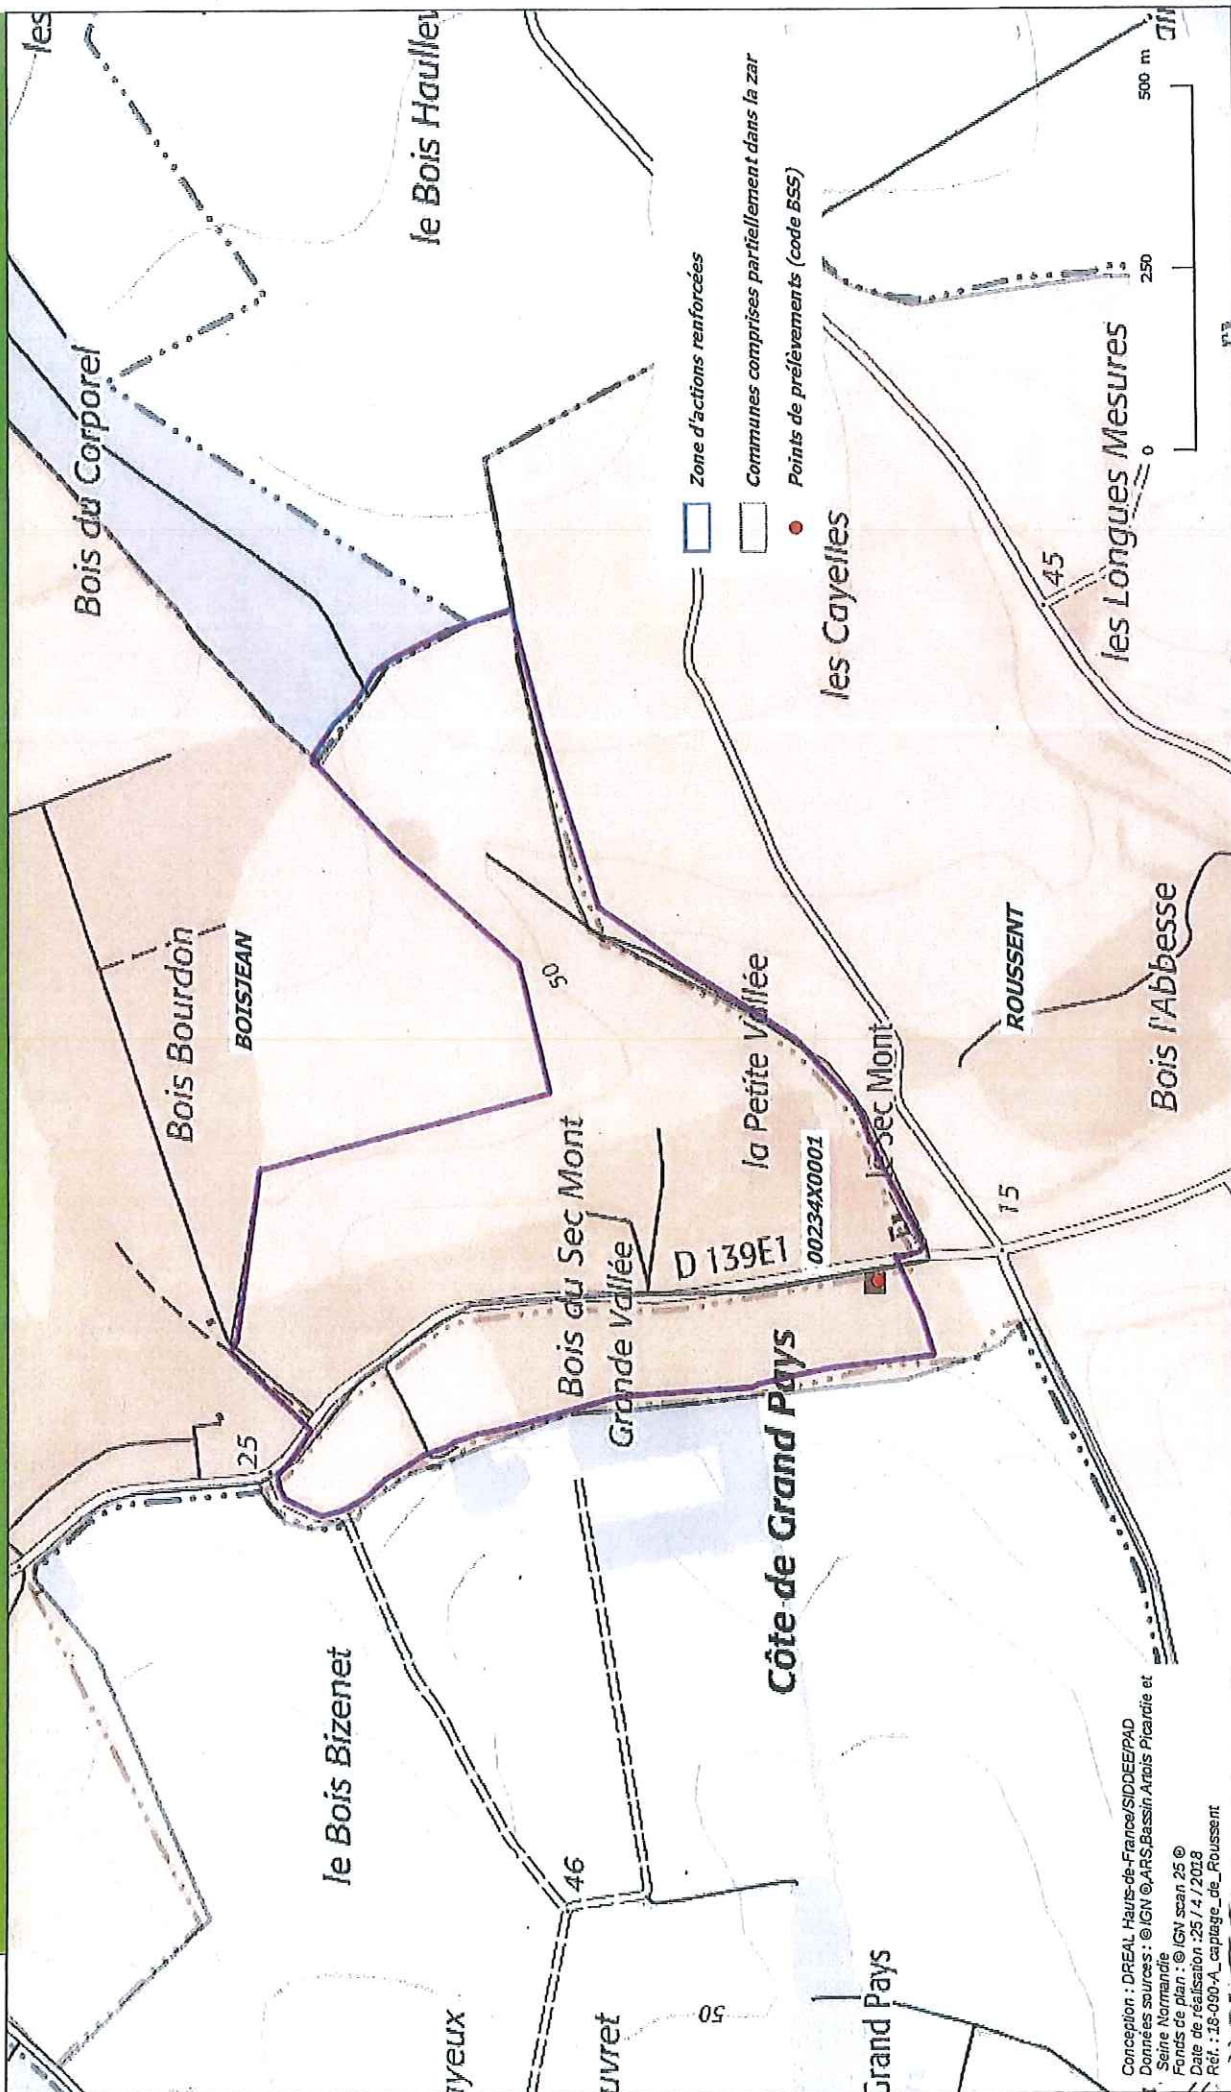 le Bois Bizenet
46
50
Grand Pays
Côte de Grand Pays
25
Bois Bourdon
BOISJEAN
Bois du Corporel
les
le Bois Haullev
Bois du Sec Mont
Grande Vallée
D 139E1
00234X0001
la Petite Vallée
le Sec Mont
50
15
ROUSSENT
Bois l'Abbesse
les Cayelles
45
les Longues Mesures
Zone d'actions renforcées
Communes comprises partiellement dans la zar
Points de prélèvements (code BSS)
0 250 500 m
yeux
uvret
Conception : DREAL Hauts-de-France/SIDDEE/PAD
Données sources : © IGN ©,ARS,Bassin Artois Picardie et
Seine Normandie
Fonds de plan : © IGN scan 25 ©
Date de réalisation :25 / 4 / 2018
Réf. : 18-090-A_captage_de_Roussent